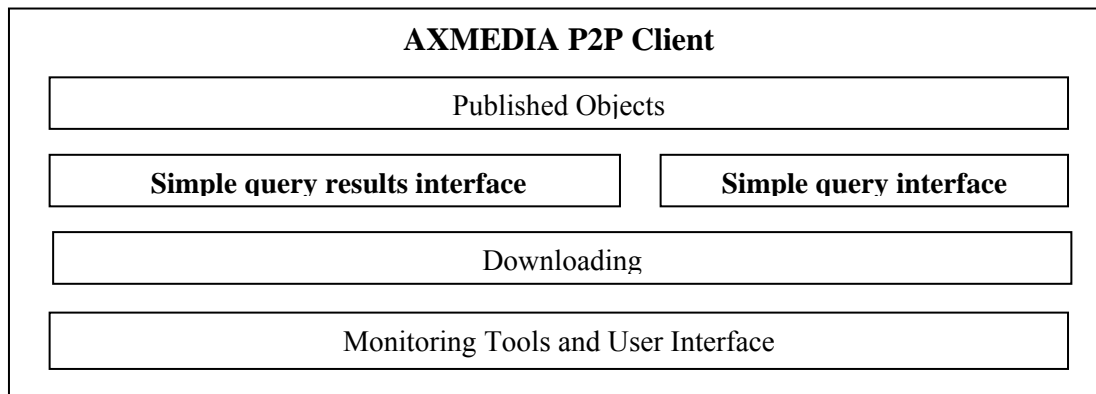 AXMEDIA P2P Client
Published Objects
Simple query results interface
Simple query interface
Downloading
Monitoring Tools and User Interface